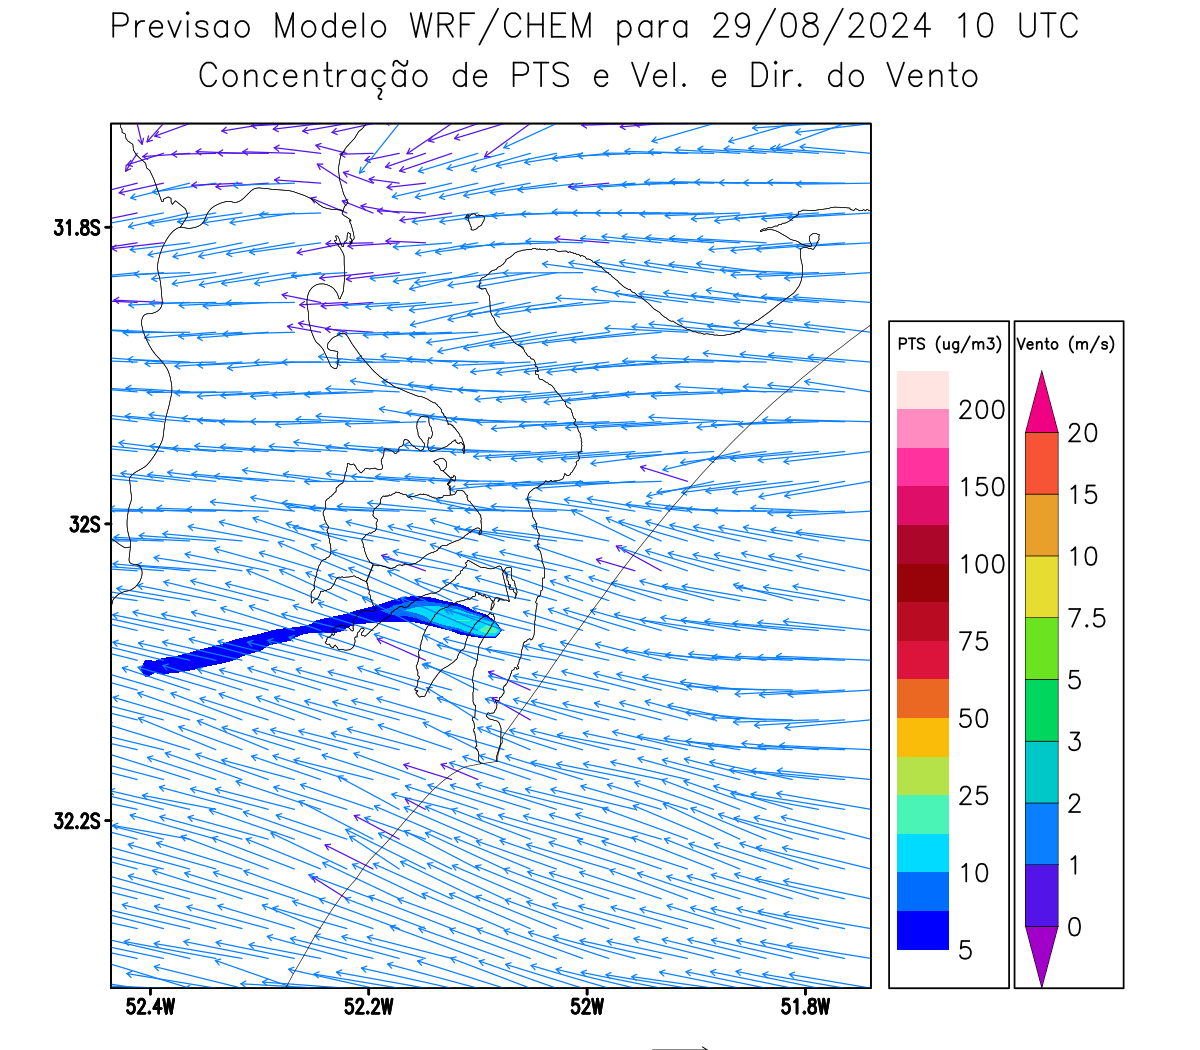 Previsao Modelo WRF/CHEM para 29/08/2024 10 UTC
Concentração de PTS e Vel. e Dir. do Vento
31.8S
32S
32.2S
52.4W 52.2W 52W 51.8W
PTS (ug/m3)
200
150
100
75
50
25
10
5
Vento (m/s)
20
15
10
7.5
5
3
2
1
0